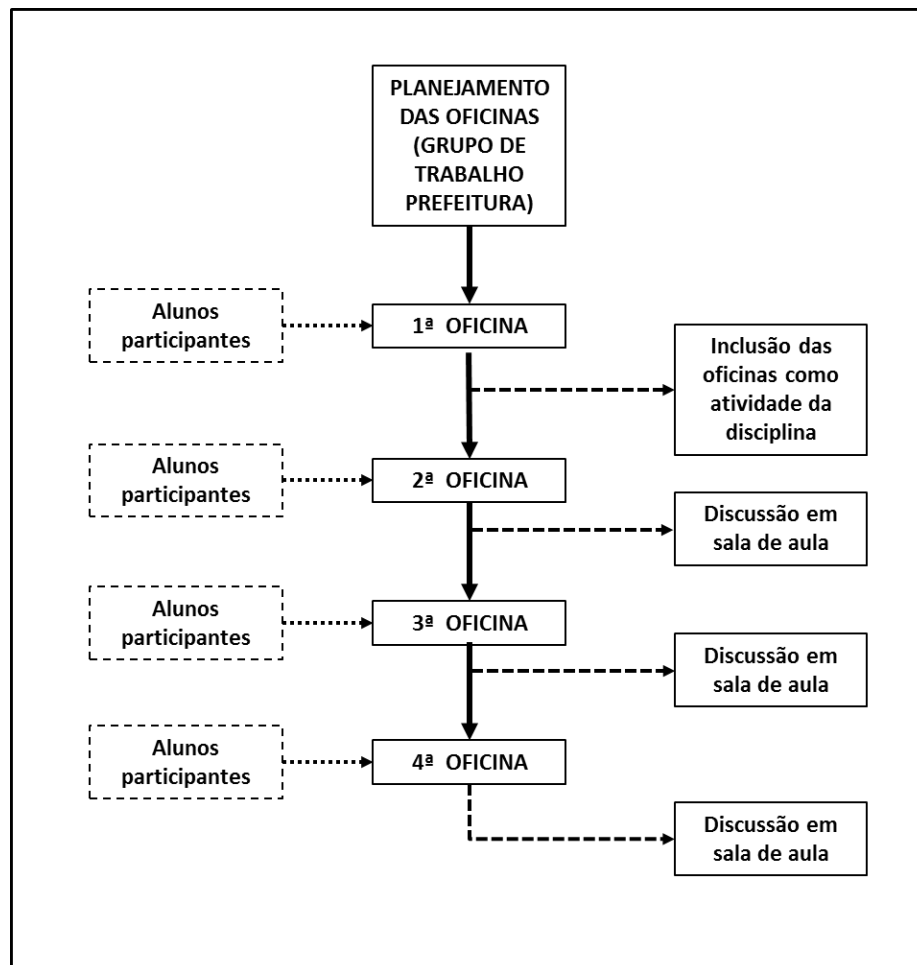 PLANEJAMENTO
DAS OFICINAS
(GRUPO DE
TRABALHO
PREFEITURA)
Alunos
participantes
1ª OFICINA
Inclusão das
oficinas como
atividade da
disciplina
Alunos
participantes
2ª OFICINA
Discussão em
sala de aula
Alunos
participantes
3ª OFICINA
Discussão em
sala de aula
Alunos
participantes
4ª OFICINA
Discussão em
sala de aula